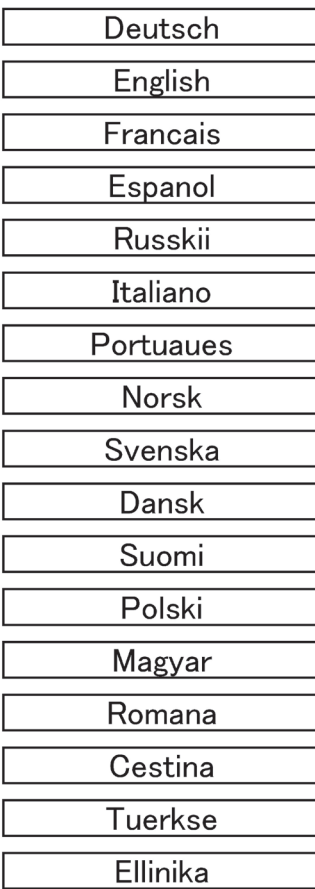 Deutsch
English
Francais
Espanol
Russkii
Italiano
Portuaues
Norsk
Svenska
Dansk
Suomi
Polski
Magyar
Romana
Cestina
Tuerkse
Ellinika